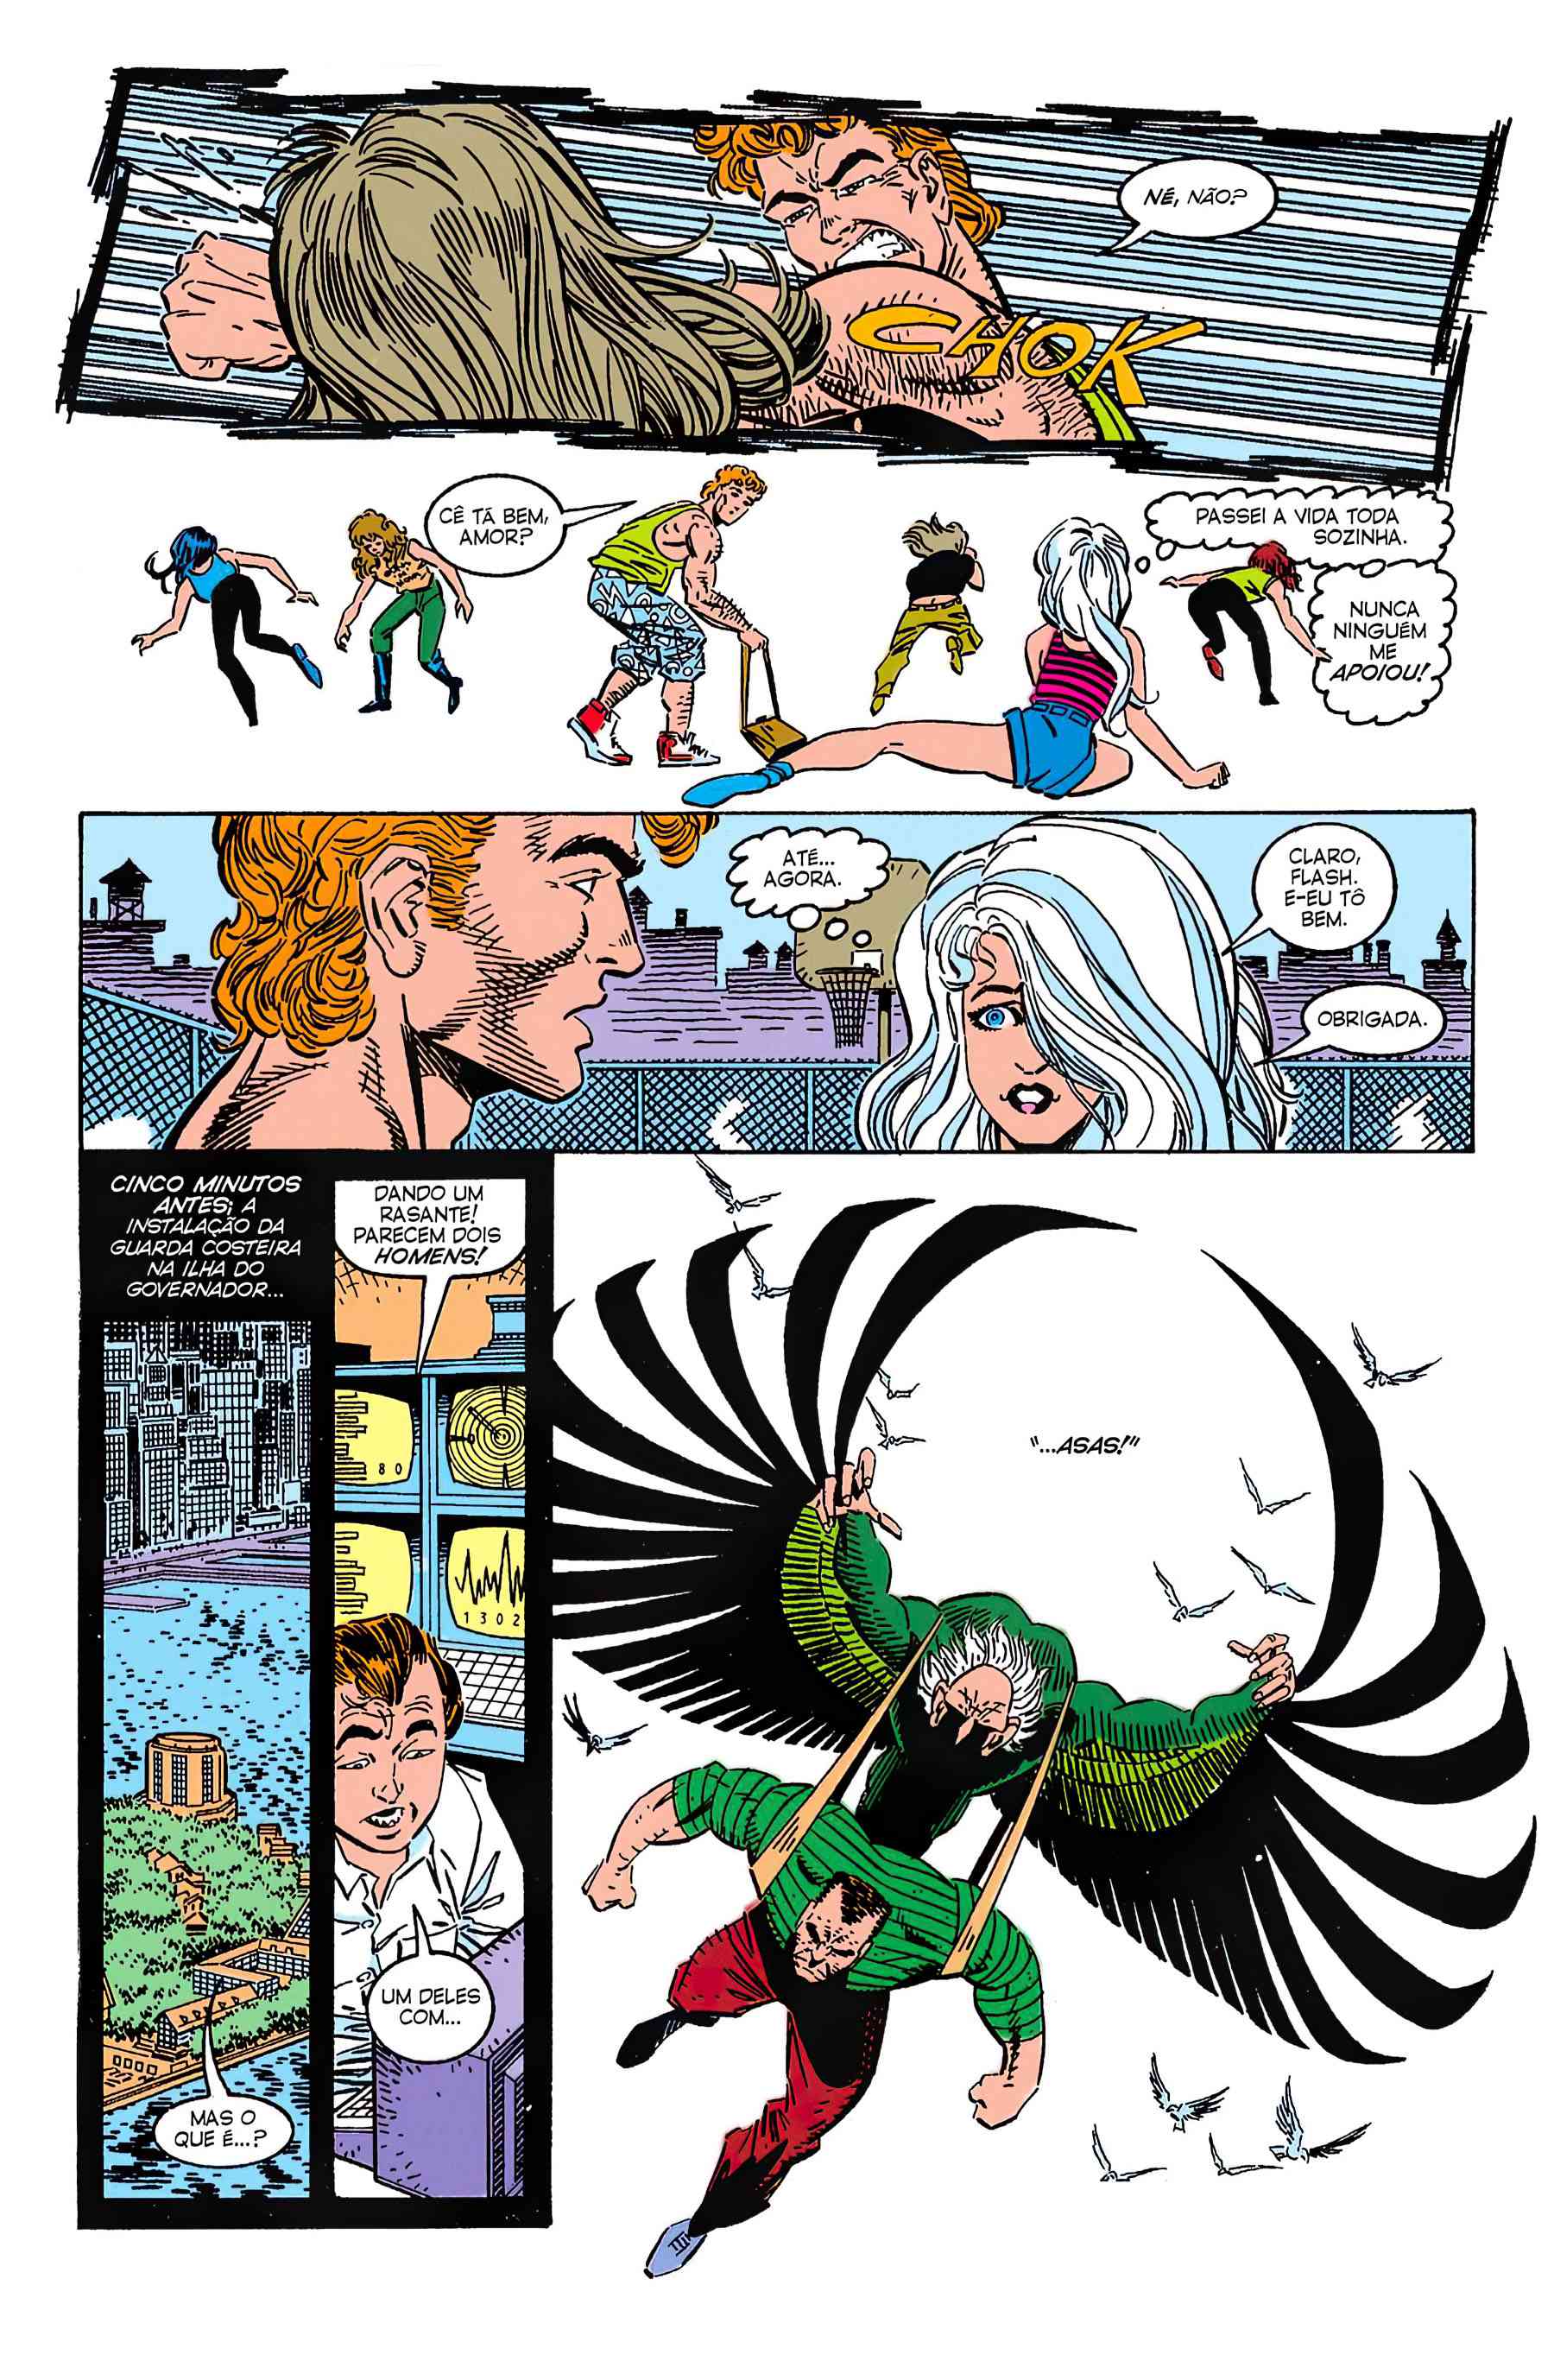 NÉ, NÃO?
CHOK
CÊ TÁ BEM,
AMOR?
PASSEI A VIDA TODA
SOZINHA.
NUNCA
NINGUÉM
ME
APOIOU!
ATÉ...
AGORA.
CLARO,
FLASH.
E-EU TÔ
BEM.
OBRIGADA.
CINCO MINUTOS
ANTES; A
INSTALAÇÃO DA
GUARDA COSTEIRA
NA ILHA DO
GOVERNADOR...
MAS O
QUE É...?
DANDO UM
RASANTE!
PARECEM DOIS
HOMENS!
80
1302
UM DELES
COM...
"...ASAS!"